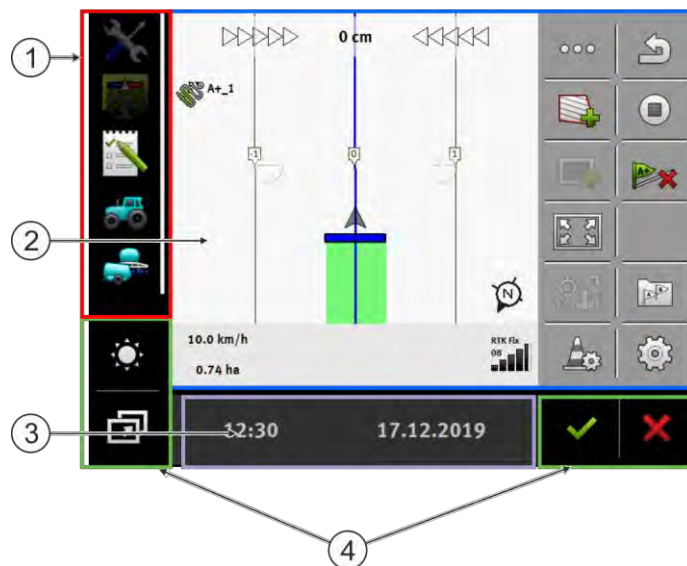 1
0 cm
A+_1
-1
0
1
A+
2
N
A B
10.0 km/h
RTK Fix
08
0.74 ha
3
12:30
17.12.2019
4